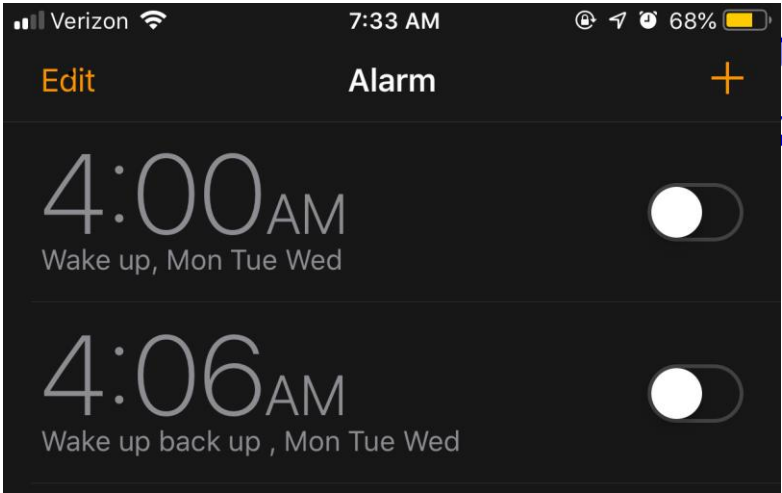 Verizon 7:33 AM 68%
Edit Alarm +
4:00AM
Wake up, Mon Tue Wed
4:06AM
Wake up back up , Mon Tue Wed